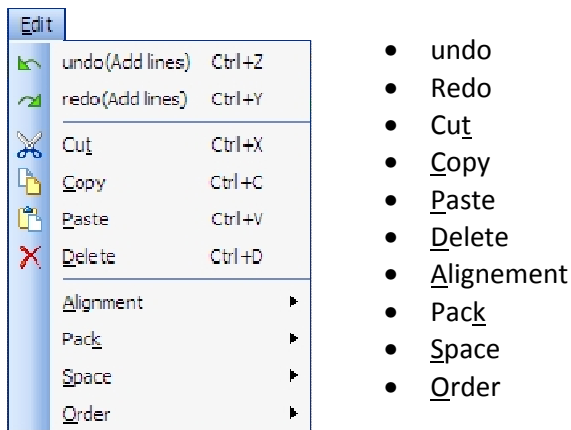 Edit
undo(Add lines) Ctrl+Z
redo(Add lines) Ctrl+Y
Cut Ctrl+X
Copy Ctrl+C
Paste Ctrl+V
Delete Ctrl+D
Alignment
Pack
Space
Order
• undo
• Redo
• Cut
• Copy
• Paste
• Delete
• Alignement
• Pack
• Space
• Order